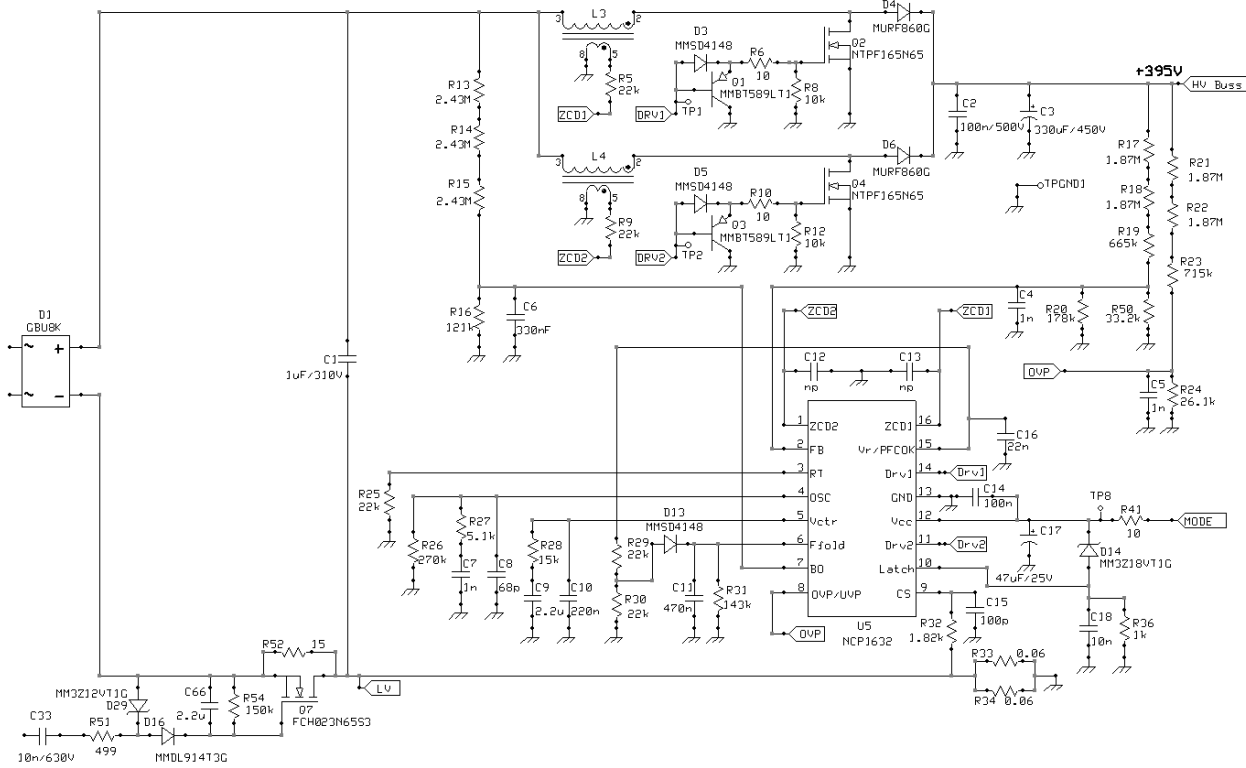 L3
3
2
8
5
R5
22k
ZCD1
D3
MMSD4148
R6
10
Q1
MMBT589LT1
DRV1
TP1
R8
10k
Q2
NTPF165N65
D4
MURF860G
R13
2.43M
R14
2.43M
R15
2.43M
L4
3
2
8
5
R9
22k
ZCD2
D5
MMSD4148
R10
10
Q3
MMBT589LT1
DRV2
TP2
R12
10k
Q4
NTPF165N65
D6
MURF860G
+395V
HV Buss
C2
100n/500V
C3
330uF/450V
TPGND1
R17
1.87M
R18
1.87M
R19
665k
R21
1.87M
R22
1.87M
R23
715k
R16
121k
C6
330nF
C4
1n
R20
178k
R50
33.2k
OVP
C5
1n
R24
26.1k
D1
GBU8K
~ +
~ -
C1
1uF/310V
ZCD2
ZCD1
C12
np
C13
np
1 ZCD2
2 FB
3 RT
4 OSC
5 Vctr
6 Ffold
7 BO
8 OVP/UVP
ZCD1 16
Vr/PFCOK 15
Drv1 14
GND 13
Vcc 12
Drv2 11
Latch 10
CS 9
U5
NCP1632
C16
22n
Drv1
C14
100n
Drv2
TP8
R41
10
MODE
C17
47uF/25V
D14
MM3Z18VT1G
C18
10n
R36
1k
C15
100p
R32
1.82k
R33 0.06
R34 0.06
R25
22k
R26
270k
R27
5.1k
C7
1n
C8
68p
R28
15k
C9
2.2u
C10
220n
R29
22k
R30
22k
D13
MMSD4148
C11
470n
R31
143k
OVP
R52 15
LV
MM3Z12VT1G
D29
C66
2.2u
R54
150k
Q7
FCH023N65S3
C33
10n/630V
R51
499
D16
MMDL914T3G